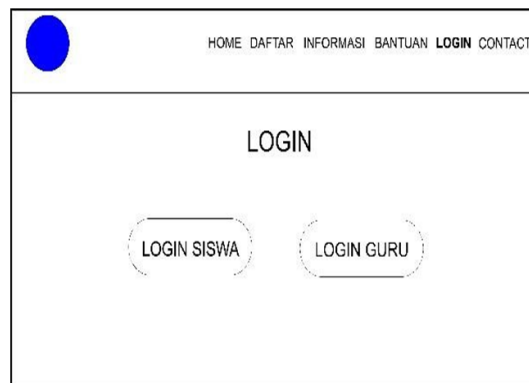 HOME DAFTAR INFORMASI BANTUAN LOGIN CONTACT
LOGIN
LOGIN SISWA LOGIN GURU